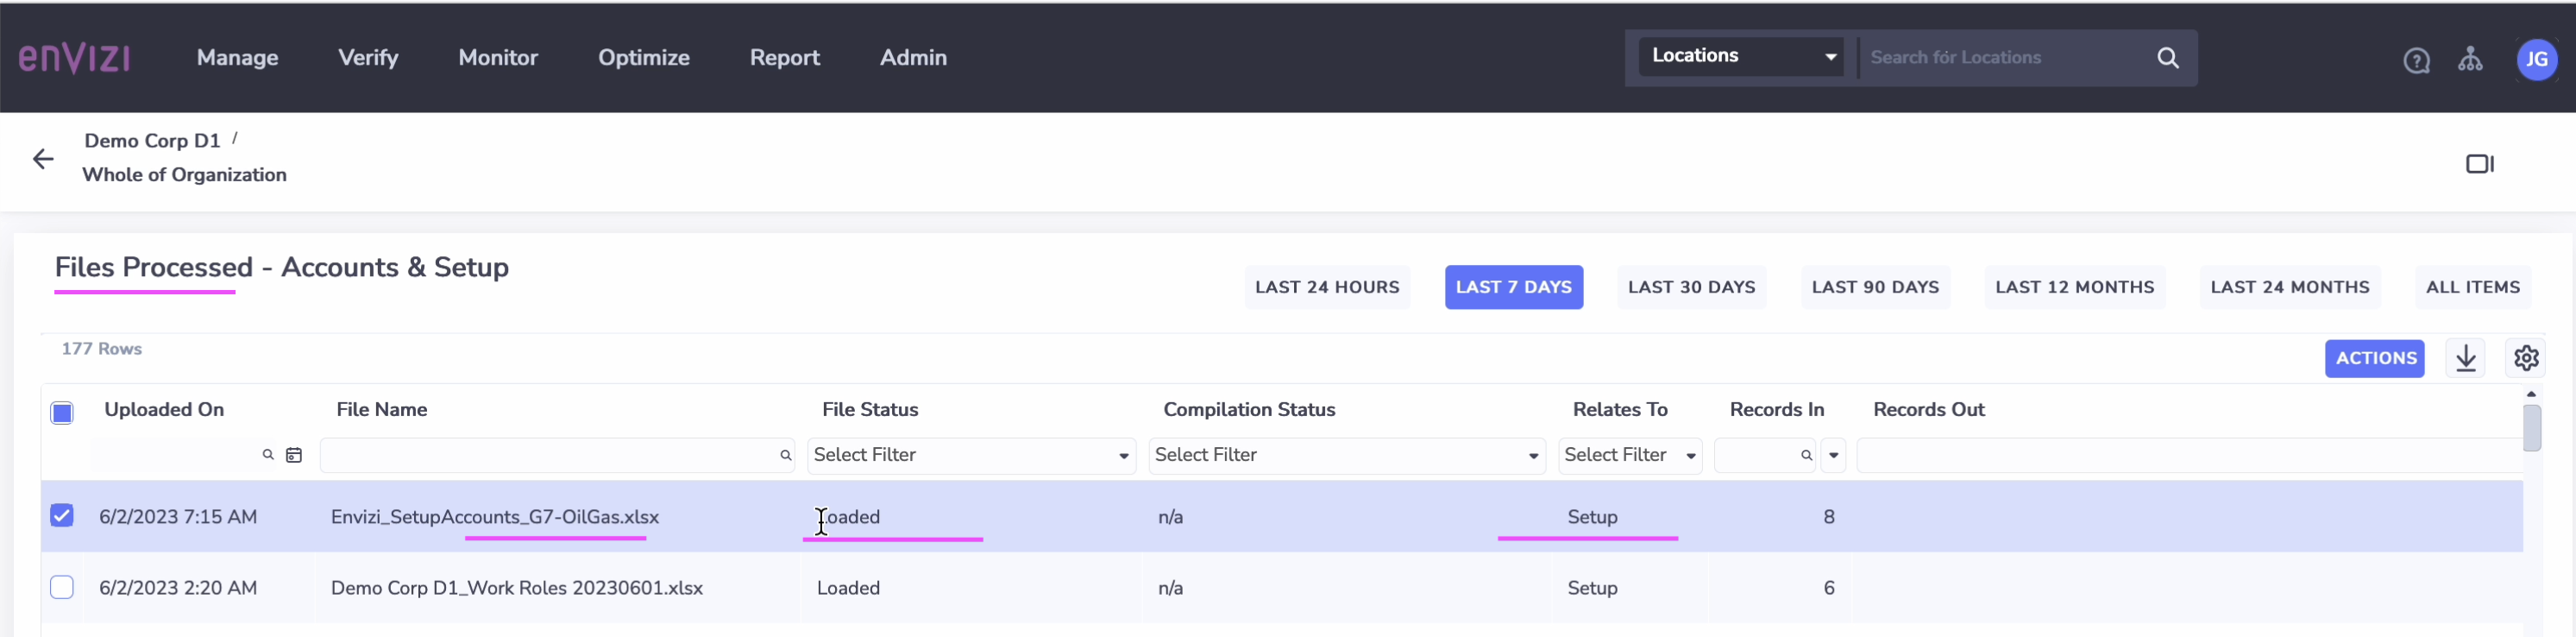 enVIZI Manage Verify Monitor Optimize Report Admin Locations Search for Locations JG
Demo Corp D1 /
Whole of Organization
Files Processed - Accounts & Setup
LAST 24 HOURS LAST 7 DAYS LAST 30 DAYS LAST 90 DAYS LAST 12 MONTHS LAST 24 MONTHS ALL ITEMS
177 Rows
ACTIONS
Uploaded On File Name File Status Compilation Status Relates To Records In Records Out
Select Filter Select Filter Select Filter
6/2/2023 7:15 AM Envizi_SetupAccounts_G7-OilGas.xlsx Loaded n/a Setup 8
6/2/2023 2:20 AM Demo Corp D1_Work Roles 20230601.xlsx Loaded n/a Setup 6